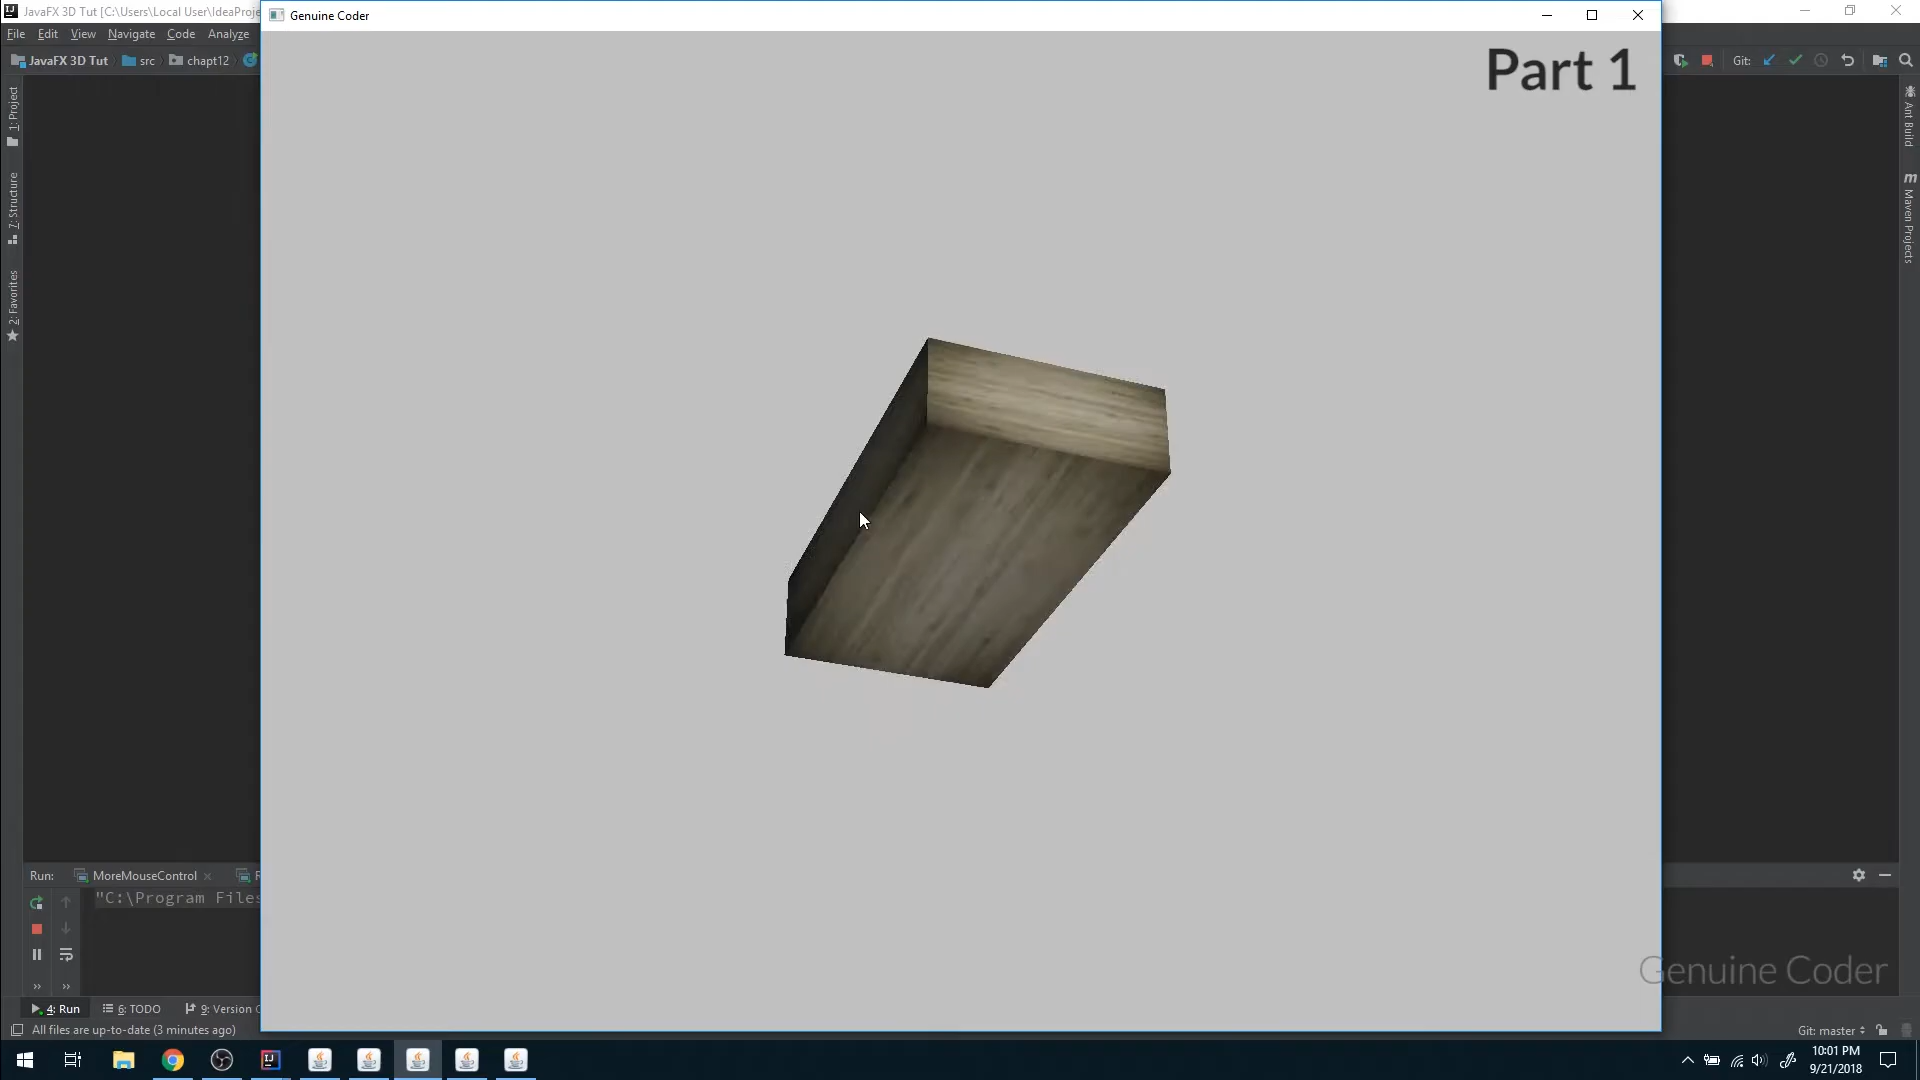 JavaFX 3D Tut [C:\Users\Local User\IdeaProje
Genuine Coder
File Edit View Navigate Code Analyze
JavaFX 3D Tut src chapt12
Git:
Part 1
1: Project
7: Structure
2: Favorites
Ant Build
m Maven Projects
Run: MoreMouseControl
"C:\Program Files
Genuine Coder
4: Run 6: TODO 9: Version C
All files are up-to-date (3 minutes ago)
Git: master
10:01 PM
9/21/2018